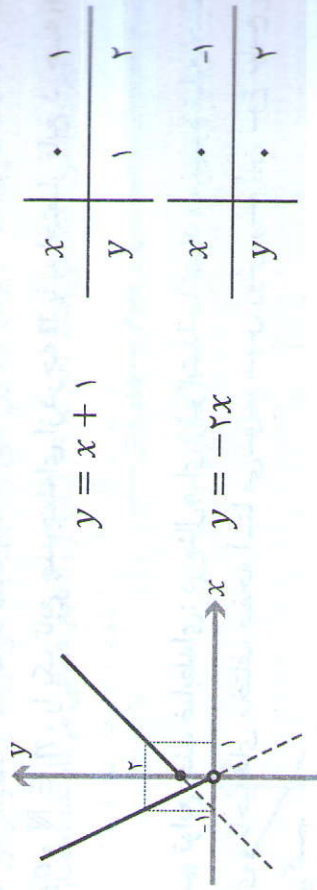 y
۲
-۱
۱
x
y = x + ۱
x ۰ ۱
y ۱ ۲
y = -۲x
x ۰ -۱
y ۰ ۲